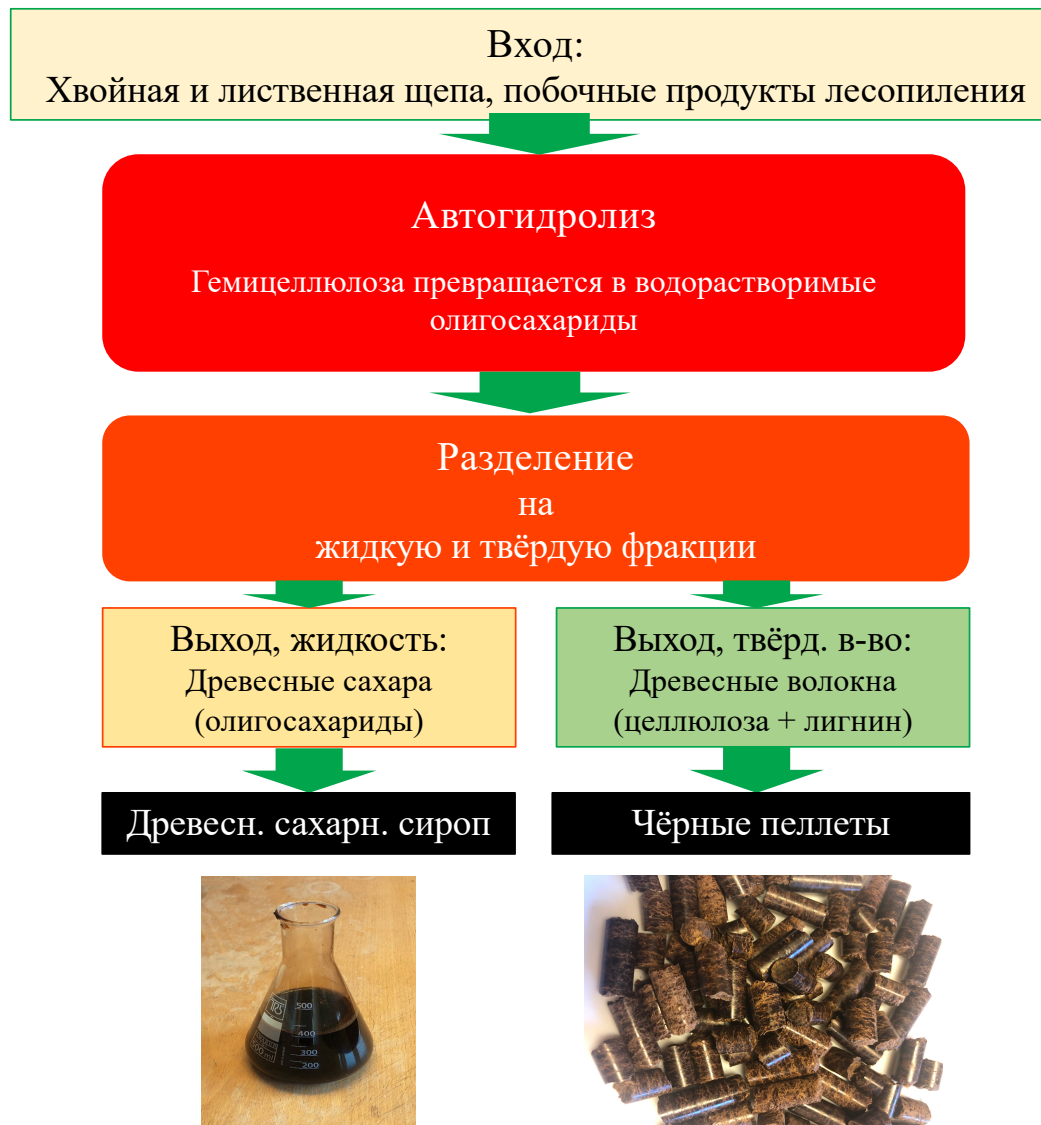 Вход:
Хвойная и лиственная щепа, побочные продукты лесопиления
Автогидролиз
Гемицеллюлоза превращается в водорастворимые
олигосахариды
Разделение
на
жидкую и твёрдую фракции
Выход, жидкость:
Древесные сахара
(олигосахариды)
Выход, твёрд. в-во:
Древесные волокна
(целлюлоза + лигнин)
Древесн. сахарн. сироп
Чёрные пеллеты
500
400
300
200